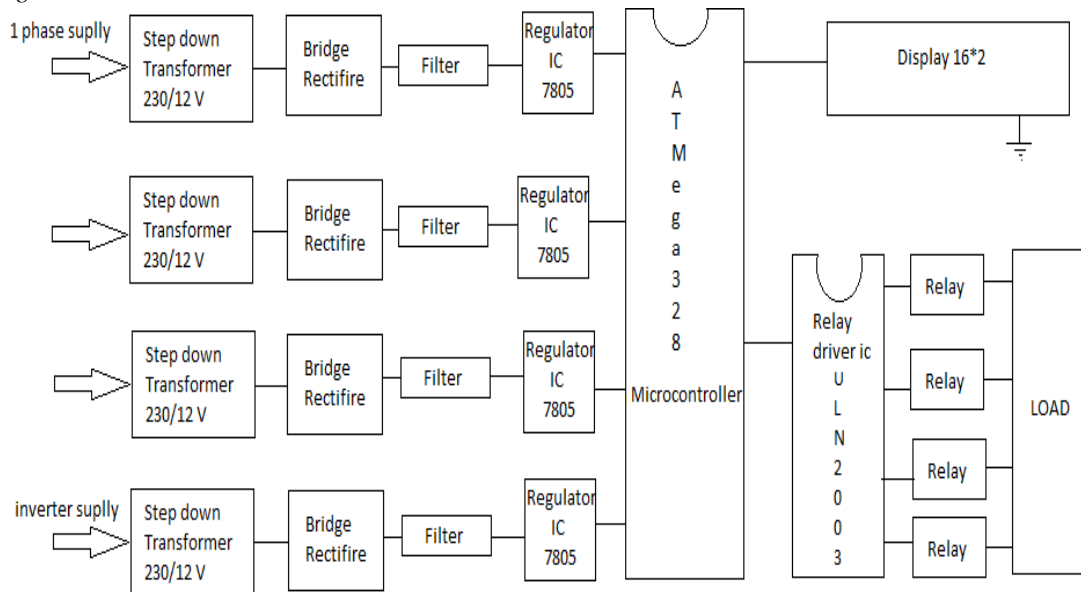 1 phase suplly
Step down
Transformer
230/12 V
Bridge
Rectifire
Filter
Regulator
IC
7805
Step down
Transformer
230/12 V
Bridge
Rectifire
Filter
Regulator
IC
7805
Step down
Transformer
230/12 V
Bridge
Rectifire
Filter
Regulator
IC
7805
inverter suplly
Step down
Transformer
230/12 V
Bridge
Rectifire
Filter
Regulator
IC
7805
A
T
M
e
g
a
3
2
8
Microcontroller
Display 16*2
Relay
driver ic
U
L
N
2
0
0
3
Relay
Relay
Relay
Relay
LOAD